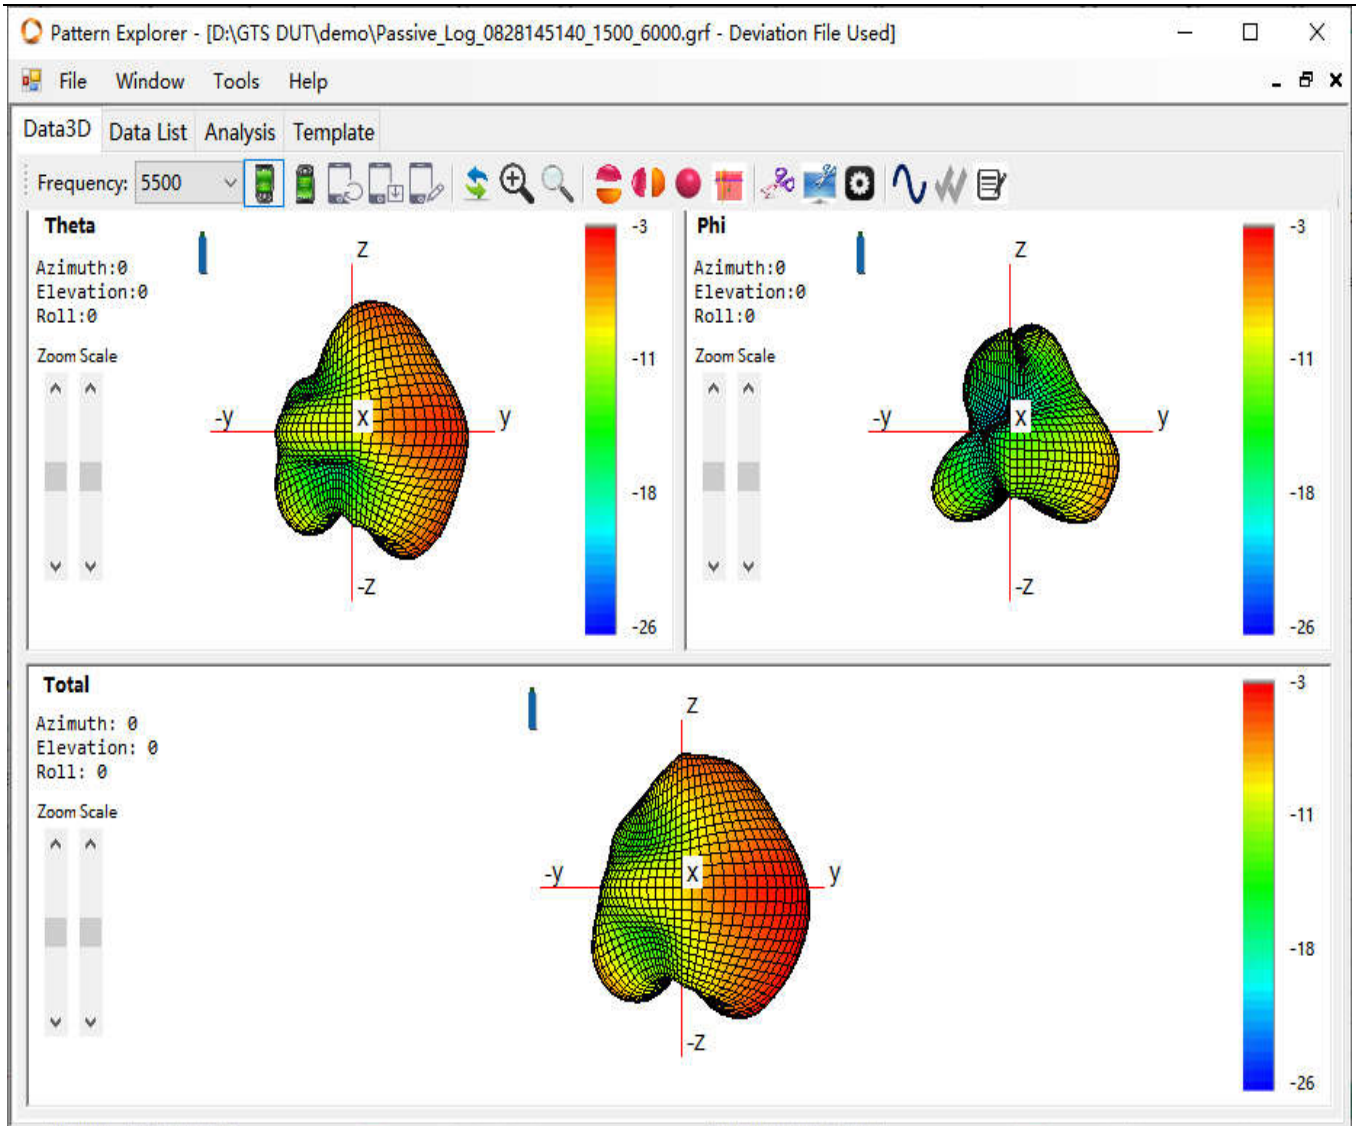 Pattern Explorer - [D:\GTS DUT\demo\Passive_Log_0828145140_1500_6000.grf - Deviation File Used]
File Window Tools Help
Data3D Data List Analysis Template
Frequency: 5500
Theta
Azimuth:0
Elevation:0
Roll:0
Zoom Scale
z
-y
x
y
-z
-3
-11
-18
-26
Phi
Azimuth:0
Elevation:0
Roll:0
Zoom Scale
z
-y
x
y
-z
-3
-11
-18
-26
Total
Azimuth: 0
Elevation: 0
Roll: 0
Zoom Scale
z
-y
x
y
-z
-3
-11
-18
-26